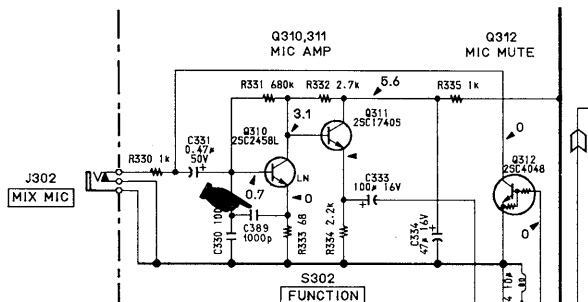 Q310,311
MIC AMP
Q312
MIC MUTE
R331 680k
R332 2.7k
5.6
R335 1k
3.1
Q311
2SC1740S
Q310
2SC2458L
C331
0.47µ
50V
R330 1k
J302
MIX MIC
LN
0.7
0
C333
100µ 16V
0
Q312
2SC4048
0
C389
1000p
C330
R333 68
R334 2.2k
C334
47µ 16V
S302
FUNCTION